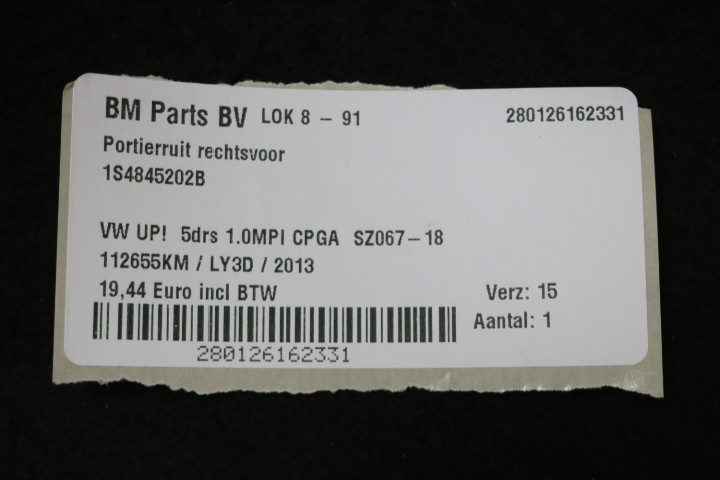 BM Parts BV LOK 8 - 91 280126162331
Portierruit rechtsvoor
1S4845202B
VW UP! 5drs 1.0MPI CPGA SZ067-18
112655KM / LY3D / 2013
19,44 Euro incl BTW Verz: 15
Aantal: 1
280126162331